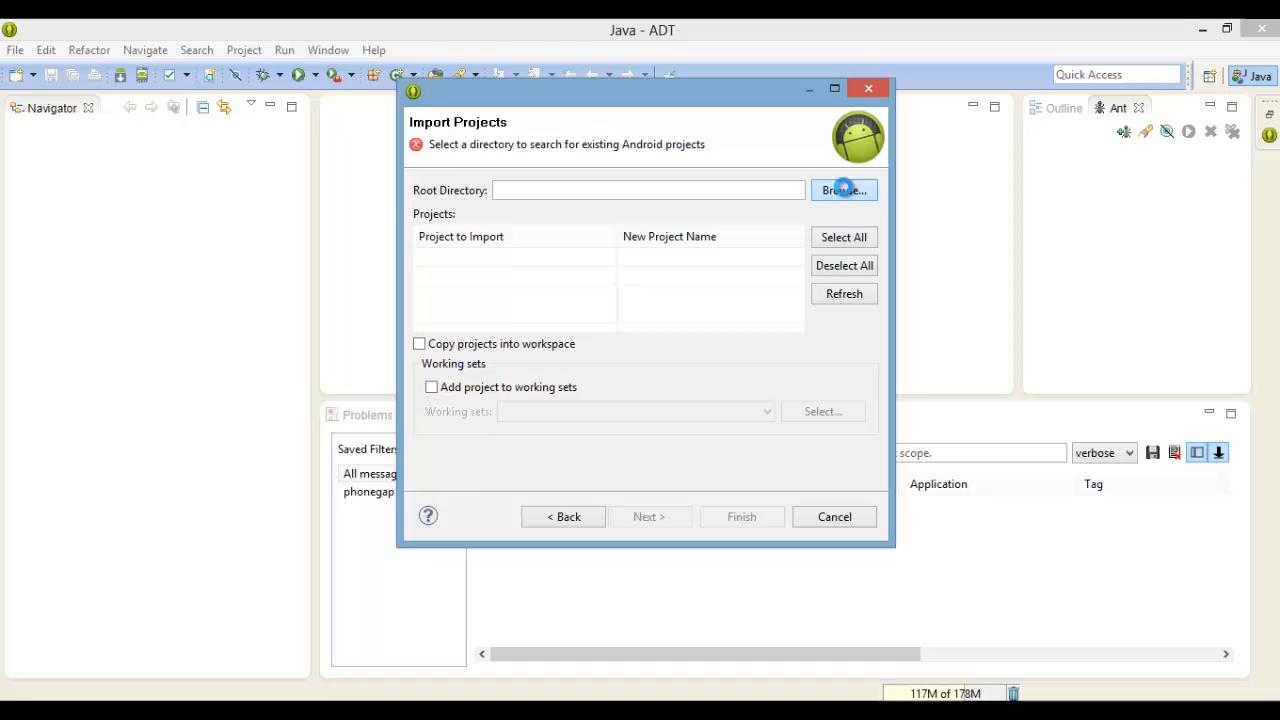 Java - ADT
File Edit Refactor Navigate Search Project Run Window Help
Quick Access
Java
Navigator
Outline
Ant
Import Projects
Select a directory to search for existing Android projects
Root Directory:
Browse...
Projects:
Project to Import
New Project Name
Select All
Deselect All
Refresh
Copy projects into workspace
Working sets
Add project to working sets
Working sets:
Select...
< Back
Next >
Finish
Cancel
Problems
Saved Filters
All messag
phonegap
scope.
verbose
Application
Tag
117M of 178M